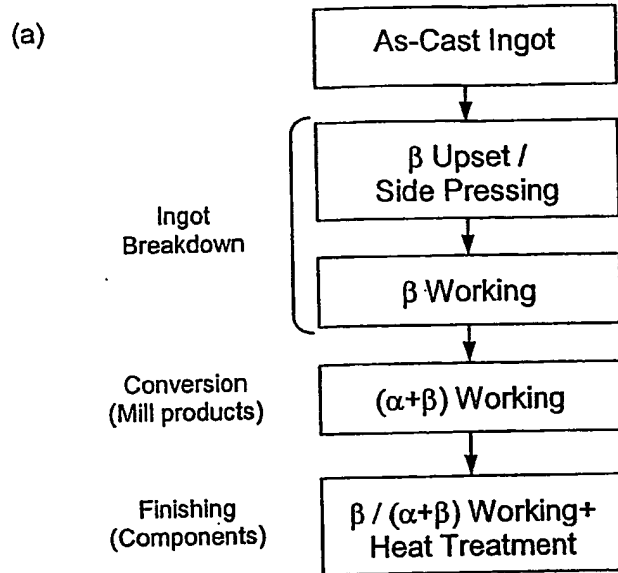 (a)
As-Cast Ingot
β Upset /
Side Pressing
Ingot
Breakdown
β Working
Conversion
(Mill products)
(α+β) Working
Finishing
(Components)
β / (α+β) Working+
Heat Treatment